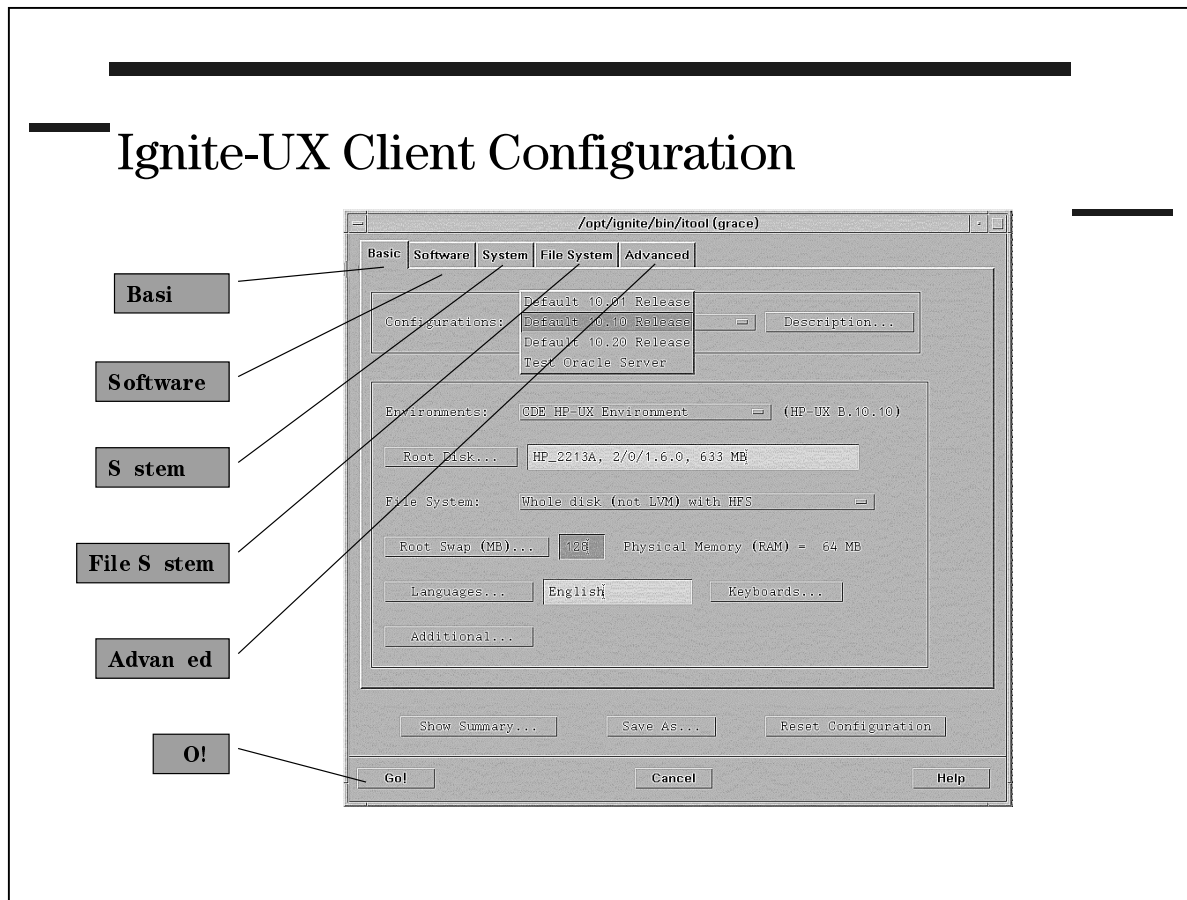 Ignite-UX Client Configuration
/opt/ignite/bin/itool (grace)
Basic Software System File System Advanced
Basi
Software
S stem
File S stem
Advan ed
O!
Default 10.01 Release
Configurations: Default 10.10 Release Description...
Default 10.20 Release
Test Oracle Server
Environments: CDE HP-UX Environment (HP-UX B.10.10)
Root Disk... HP_2213A, 2/0/1.6.0, 633 MB
File System: Whole disk (not LVM) with HFS
Root Swap (MB)... 128 Physical Memory (RAM) = 64 MB
Languages... English Keyboards...
Additional...
Show Summary... Save As... Reset Configuration
Go! Cancel Help